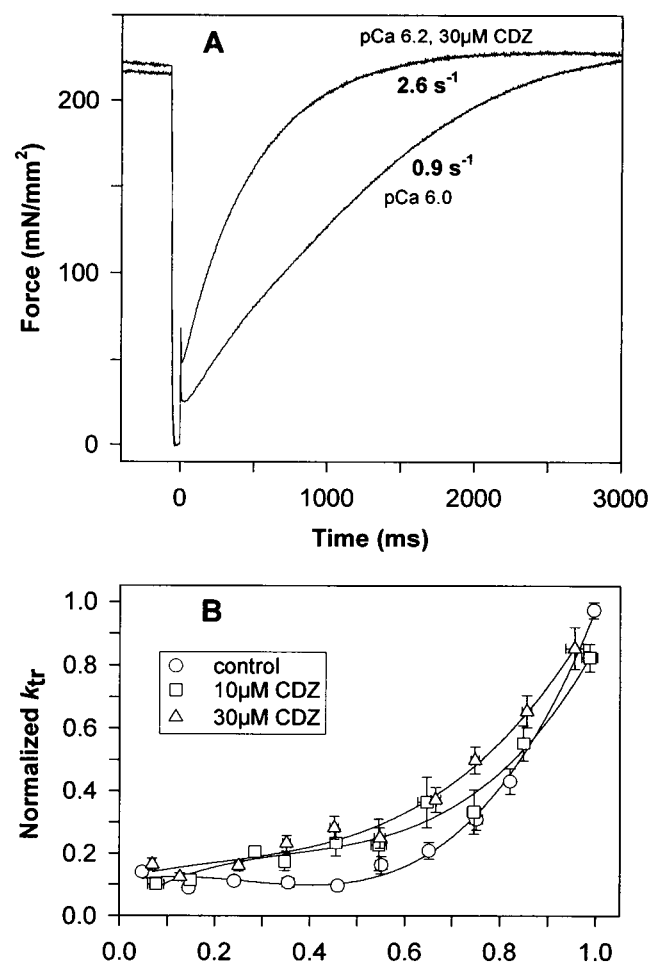 A
pCa 6.2, 30µM CDZ
2.6 s⁻¹
0.9 s⁻¹
pCa 6.0
200
100
0
Force (mN/mm²)
0 1000 2000 3000
Time (ms)
B
control
10µM CDZ
30µM CDZ
1.0
0.8
0.6
0.4
0.2
0.0
Normalized ktr
0.0 0.2 0.4 0.6 0.8 1.0